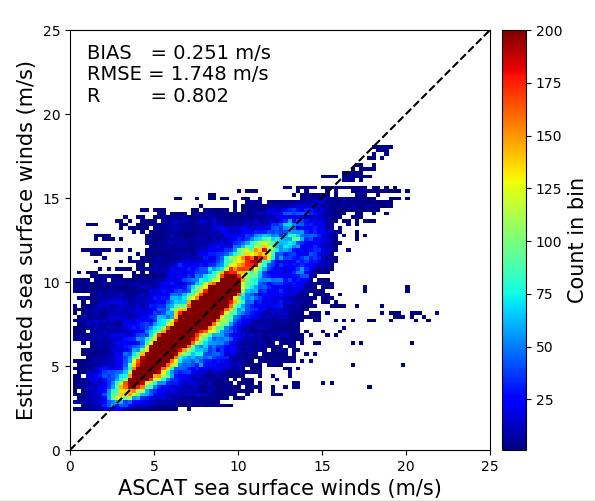 BIAS = 0.251 m/s
RMSE = 1.748 m/s
R = 0.802
25
20
15
10
5
0
Estimated sea surface winds (m/s)
0 5 10 15 20 25
ASCAT sea surface winds (m/s)
200
175
150
125
100
75
50
25
Count in bin